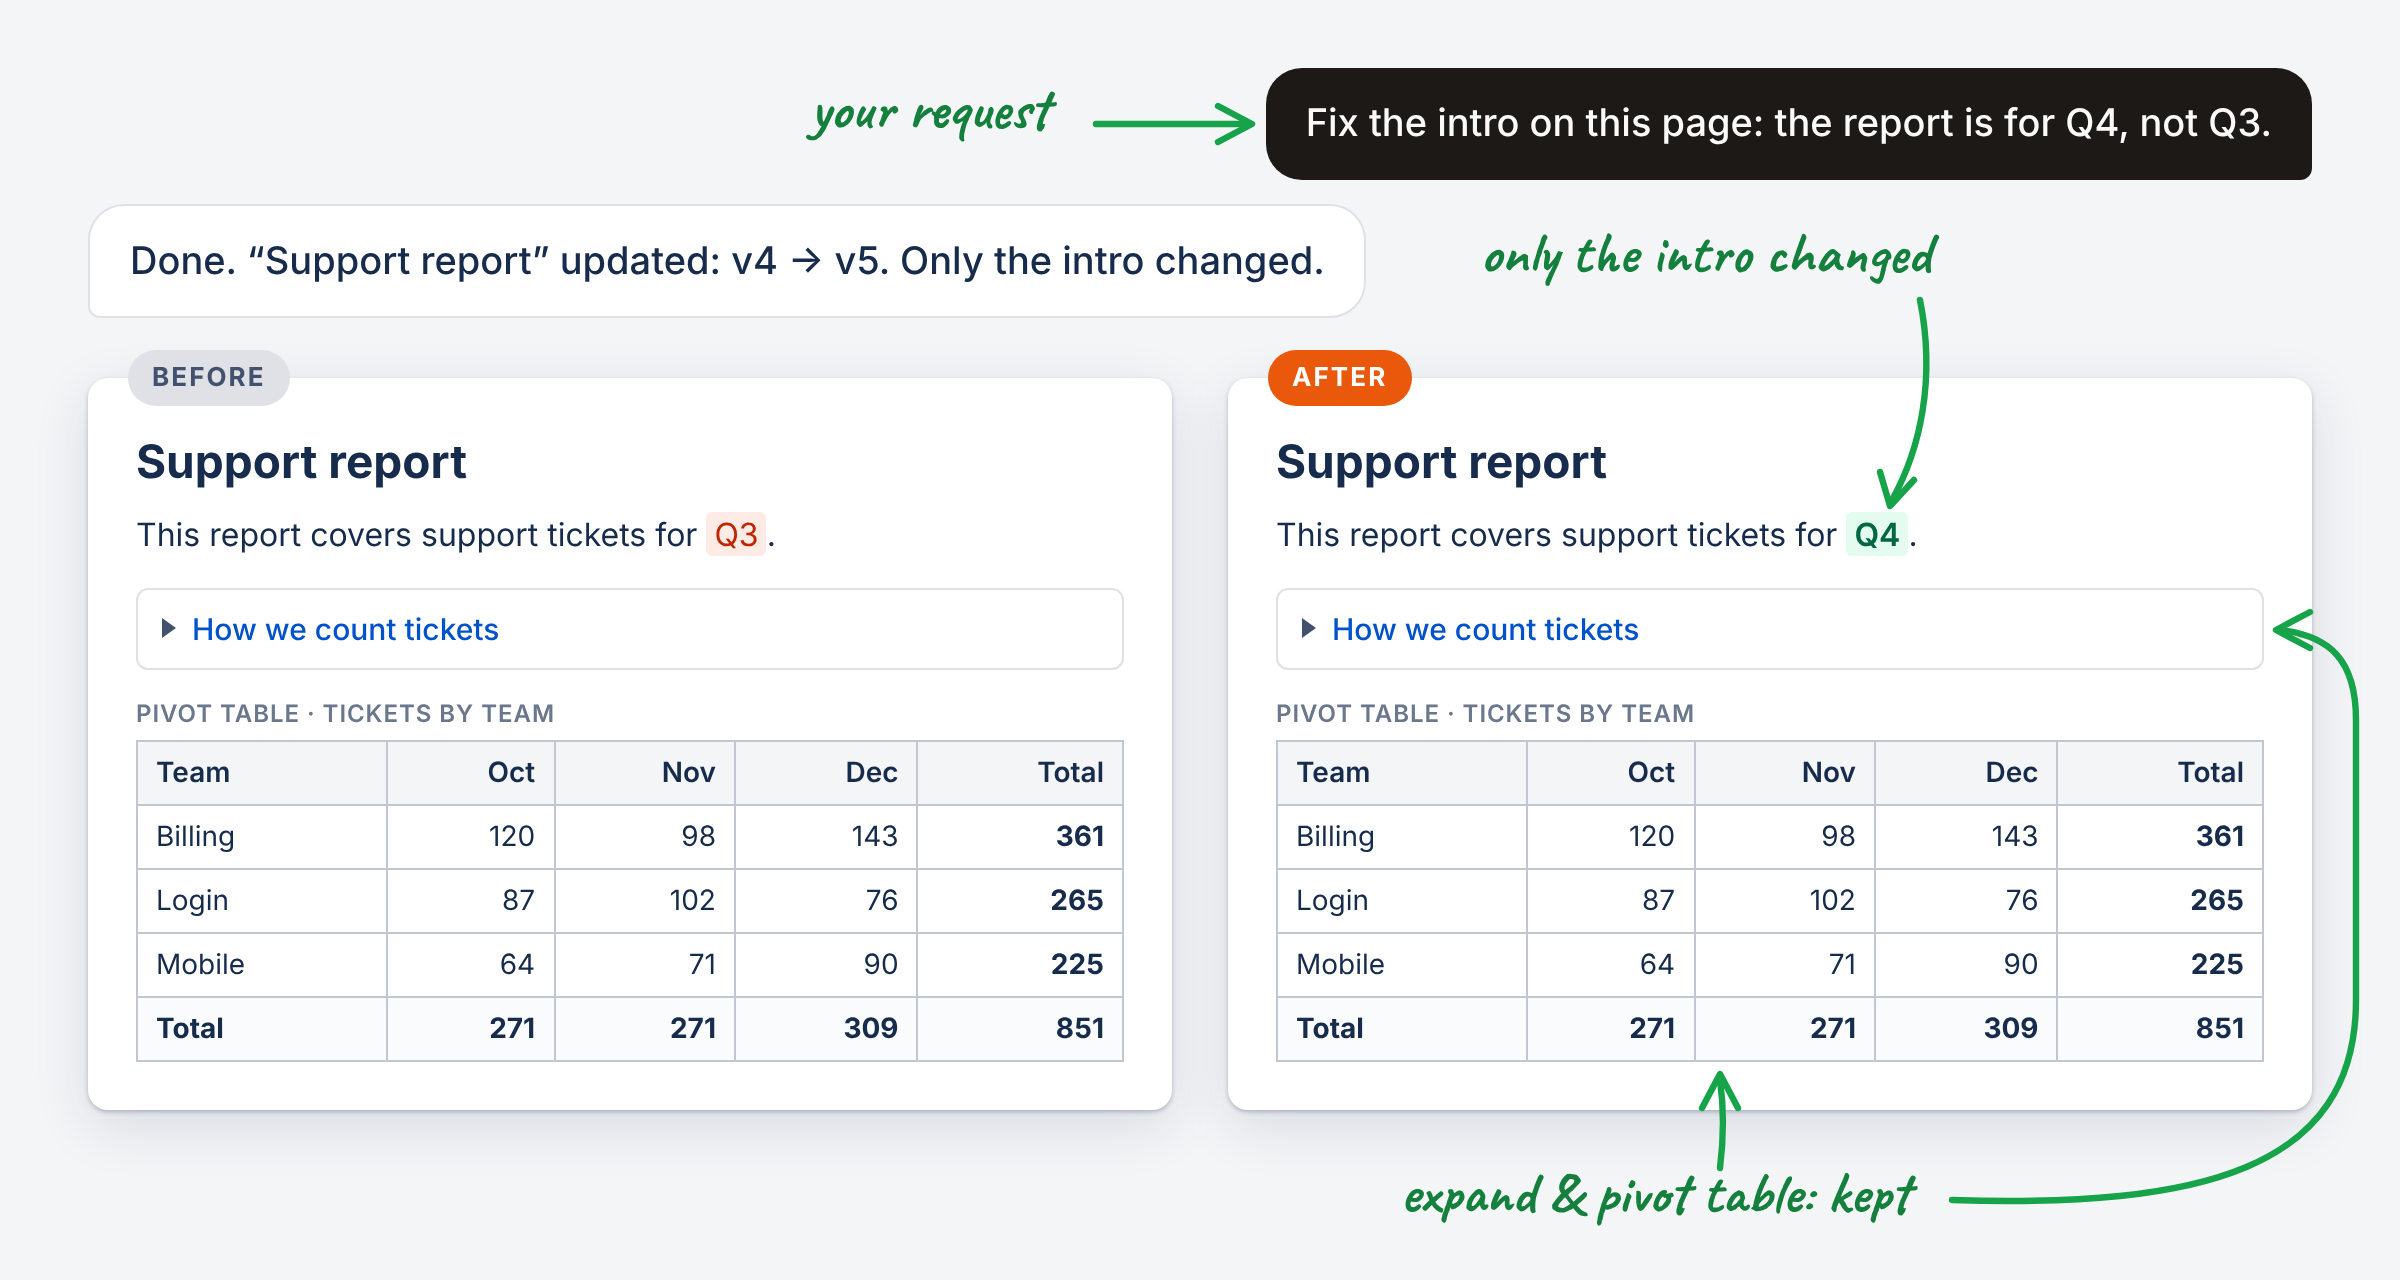 your request
Fix the intro on this page: the report is for Q4, not Q3.
Done. “Support report” updated: v4 → v5. Only the intro changed.
only the intro changed
BEFORE
Support report
This report covers support tickets for Q3.
How we count tickets
PIVOT TABLE · TICKETS BY TEAM
Team Oct Nov Dec Total
Billing 120 98 143 361
Login 87 102 76 265
Mobile 64 71 90 225
Total 271 271 309 851
AFTER
Support report
This report covers support tickets for Q4.
How we count tickets
PIVOT TABLE · TICKETS BY TEAM
Team Oct Nov Dec Total
Billing 120 98 143 361
Login 87 102 76 265
Mobile 64 71 90 225
Total 271 271 309 851
expand & pivot table: kept